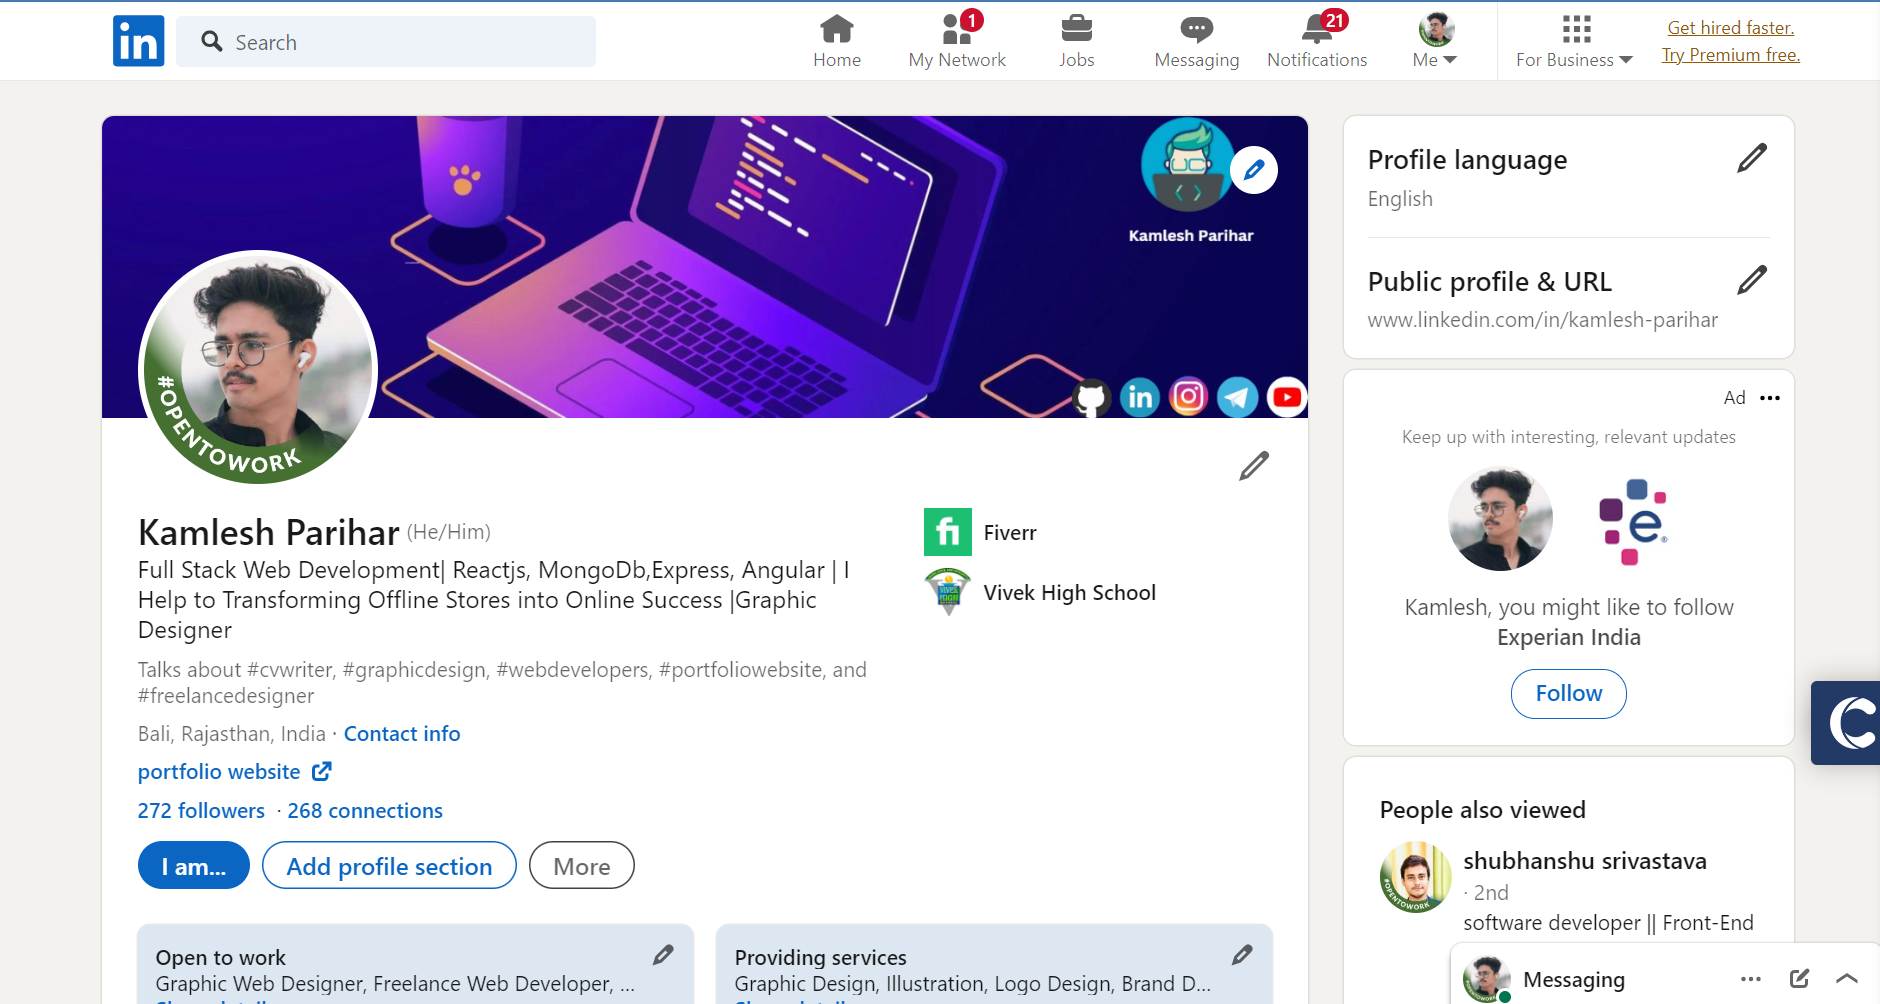 in
Search
Home
1
My Network
Jobs
Messaging
21
Notifications
Me
For Business
Get hired faster.
Try Premium free.
Kamlesh Parihar
in
#OPENTOWORK
Kamlesh Parihar (He/Him)
Full Stack Web Development| Reactjs, MongoDb,Express, Angular | I
Help to Transforming Offline Stores into Online Success |Graphic
Designer
Talks about #cvwriter, #graphicdesign, #webdevelopers, #portfoliowebsite, and
#freelancedesigner
Bali, Rajasthan, India · Contact info
portfolio website
272 followers · 268 connections
I am...
Add profile section
More
fi
Fiverr
VIVEK
HIGH
Vivek High School
Open to work
Graphic Web Designer, Freelance Web Developer, ...
Providing services
Graphic Design, Illustration, Logo Design, Brand D...
Profile language
English
Public profile & URL
www.linkedin.com/in/kamlesh-parihar
Ad
Keep up with interesting, relevant updates
e
Kamlesh, you might like to follow
Experian India
Follow
C
People also viewed
#OPENTOWORK
shubhanshu srivastava
· 2nd
software developer || Front-End
Messaging